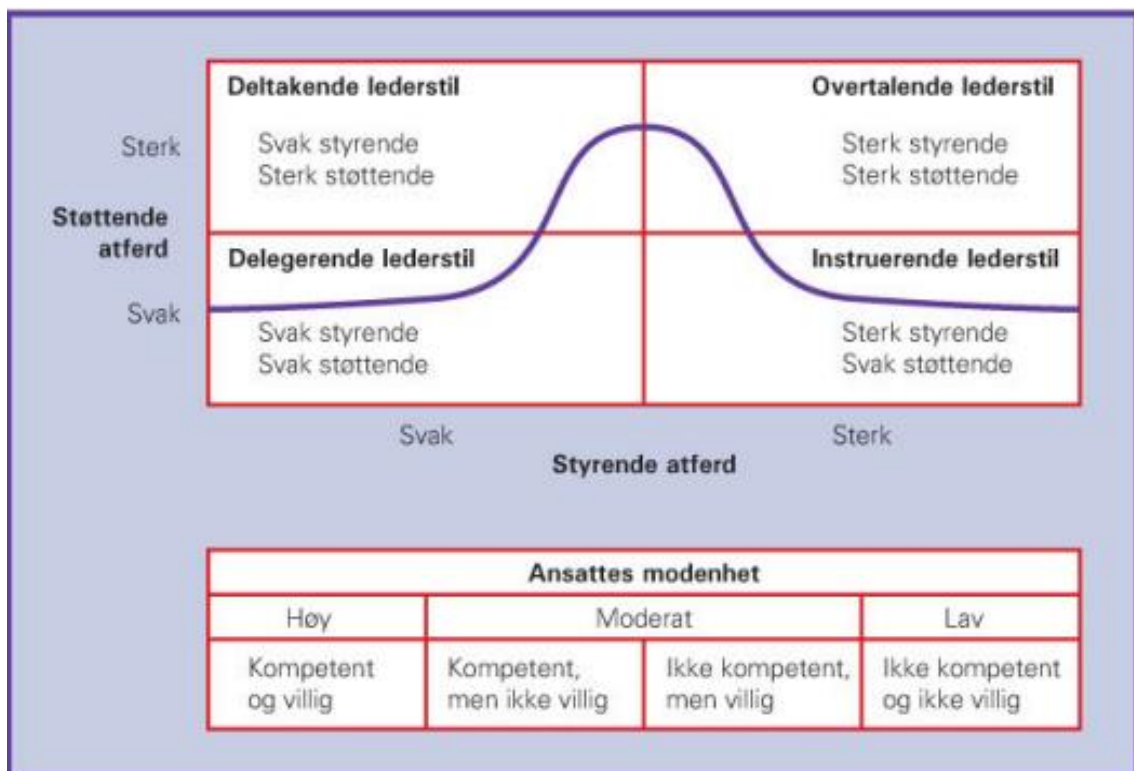 Deltakende lederstil
Svak styrende
Sterk støttende
Overtalende lederstil
Sterk styrende
Sterk støttende
Sterk
Støttende
atferd
Svak
Delegerende lederstil
Svak styrende
Svak støttende
Instruerende lederstil
Sterk styrende
Svak støttende
Svak
Sterk
Styrende atferd
Ansattes modenhet
Høy
Moderat
Lav
Kompetent
og villig
Kompetent,
men ikke villig
Ikke kompetent,
men villig
Ikke kompetent
og ikke villig